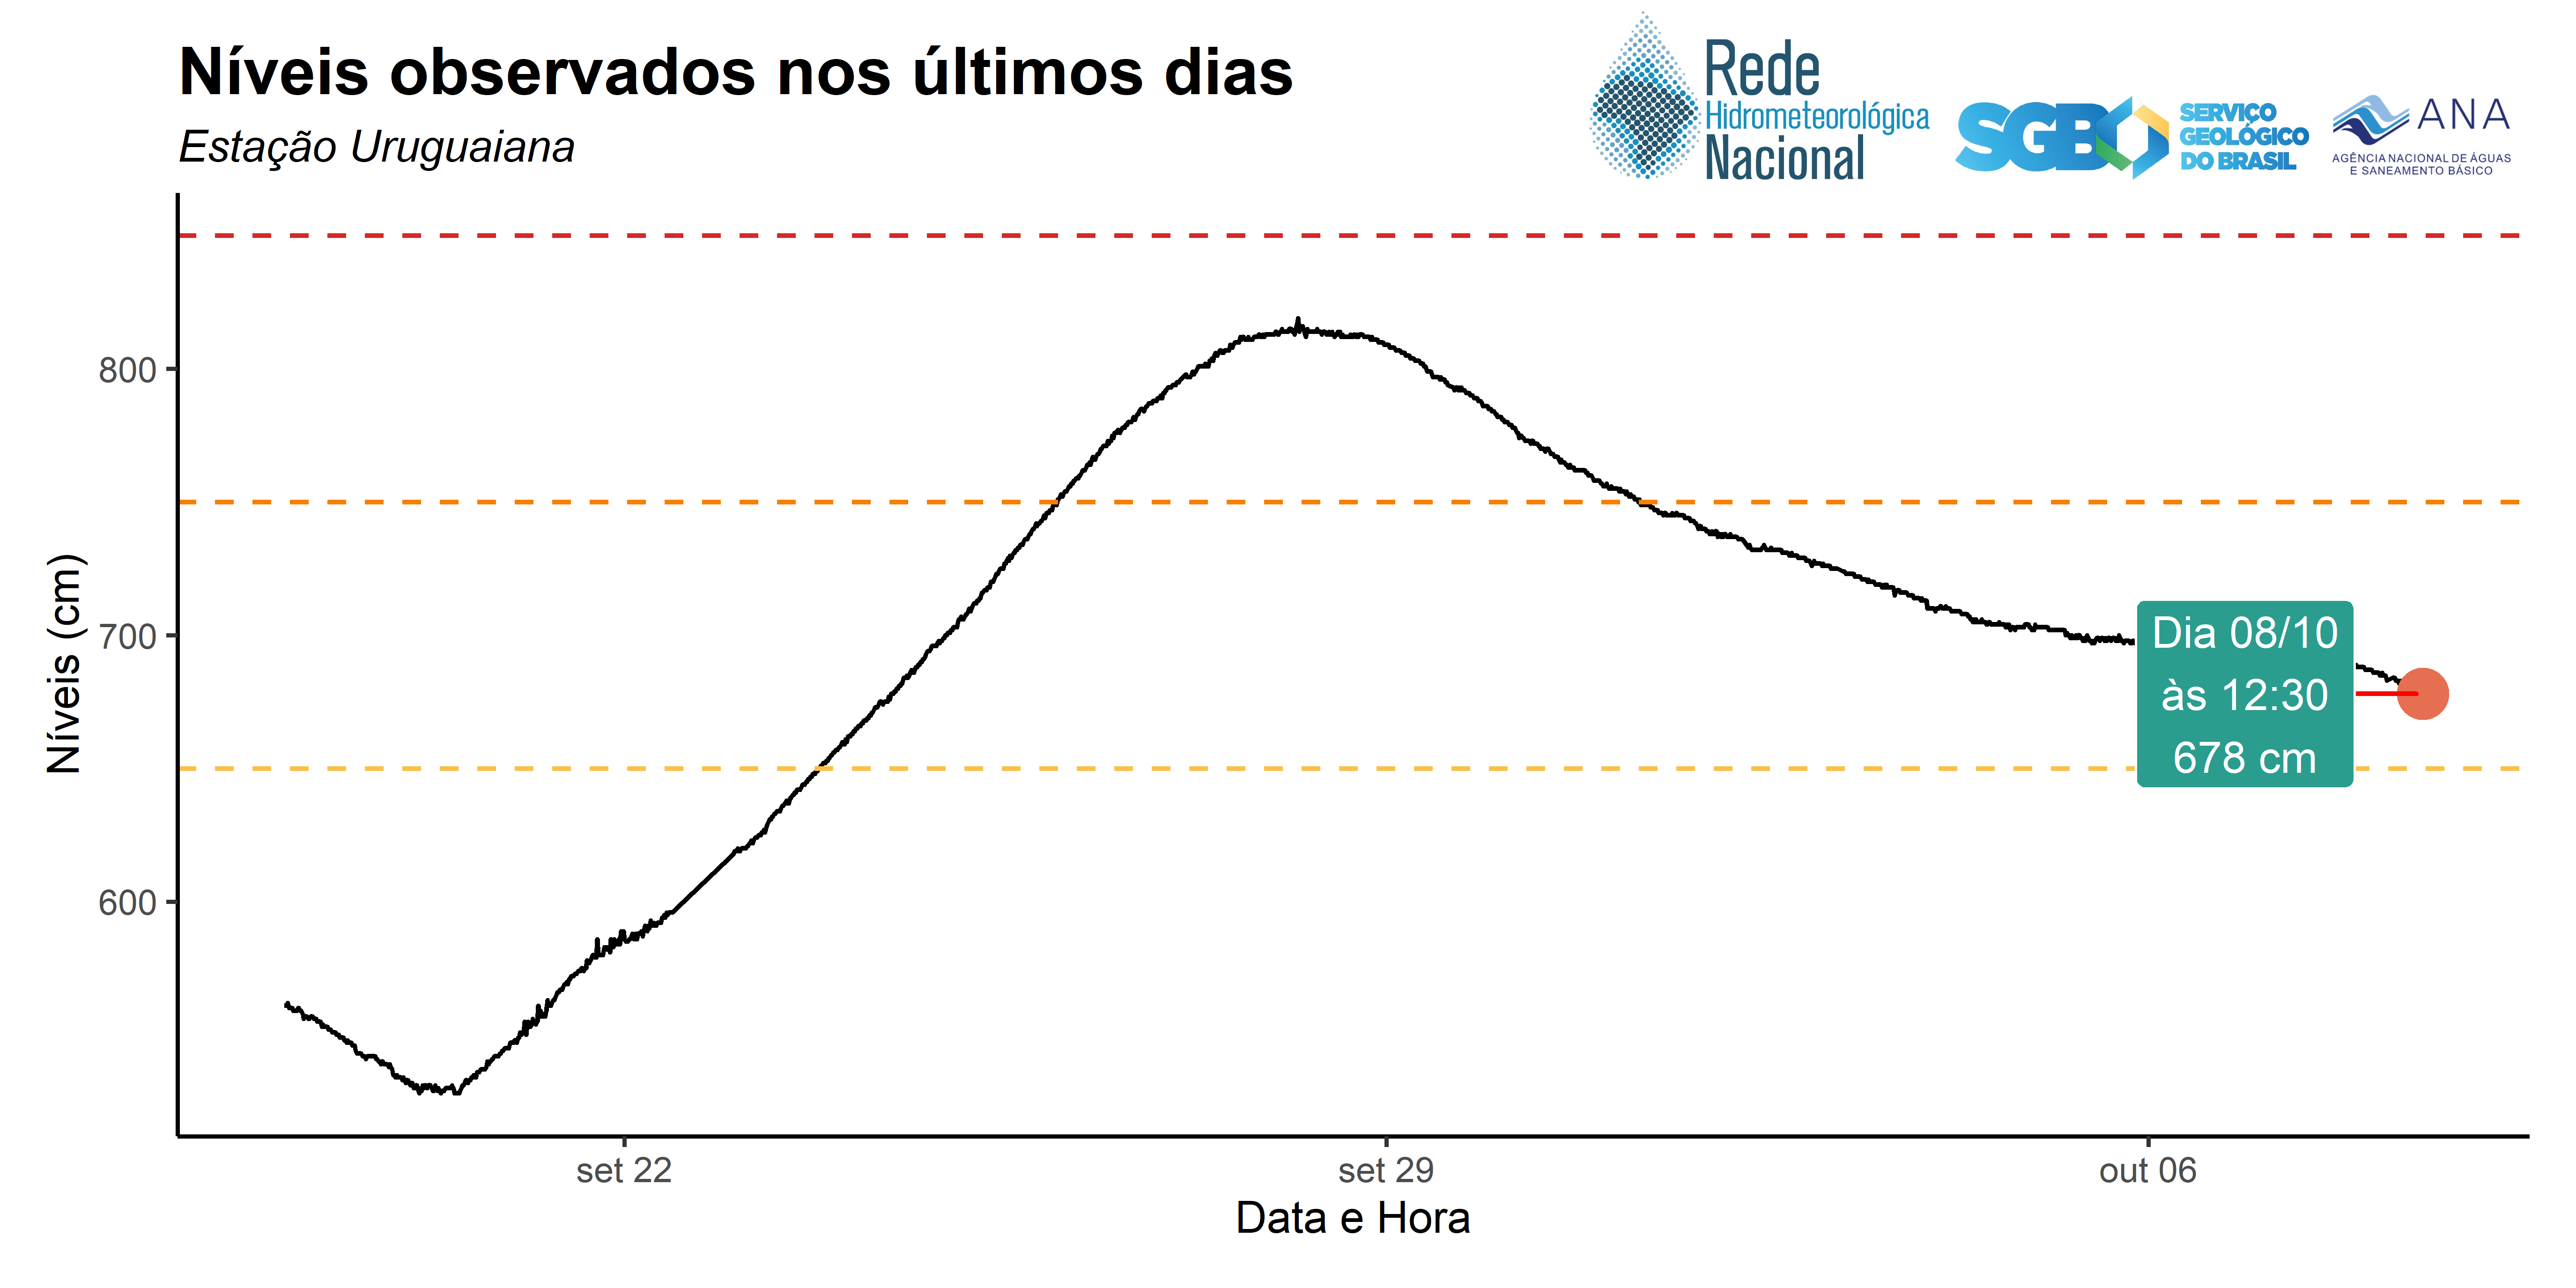 Níveis observados nos últimos dias
Estação Uruguaiana
Rede
Hidrometeorológica
Nacional
SGB
SERVIÇO
GEOLÓGICO
DO BRASIL
ANA
AGÊNCIA NACIONAL DE ÁGUAS
E SANEAMENTO BÁSICO
Níveis (cm)
800
700
600
Dia 08/10
às 12:30
678 cm
set 22
set 29
out 06
Data e Hora